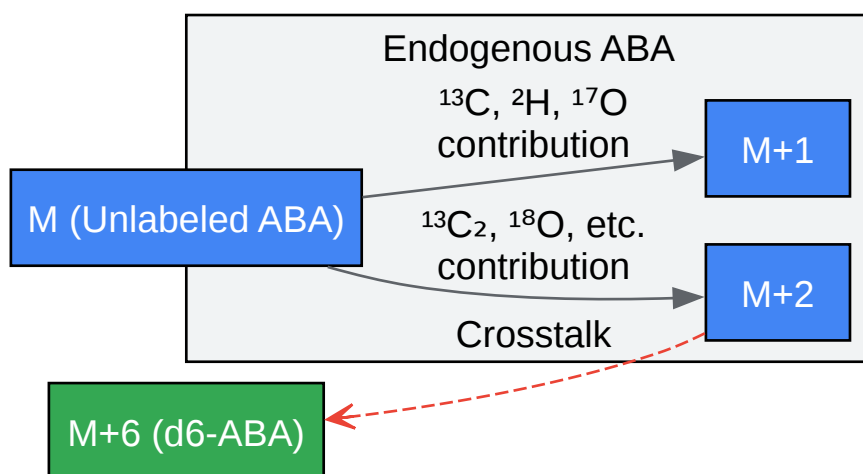 Endogenous ABA
¹³C, ²H, ¹⁷O
contribution
M+1
M (Unlabeled ABA)
¹³C₂, ¹⁸O, etc.
contribution
M+2
Crosstalk
M+6 (d6-ABA)